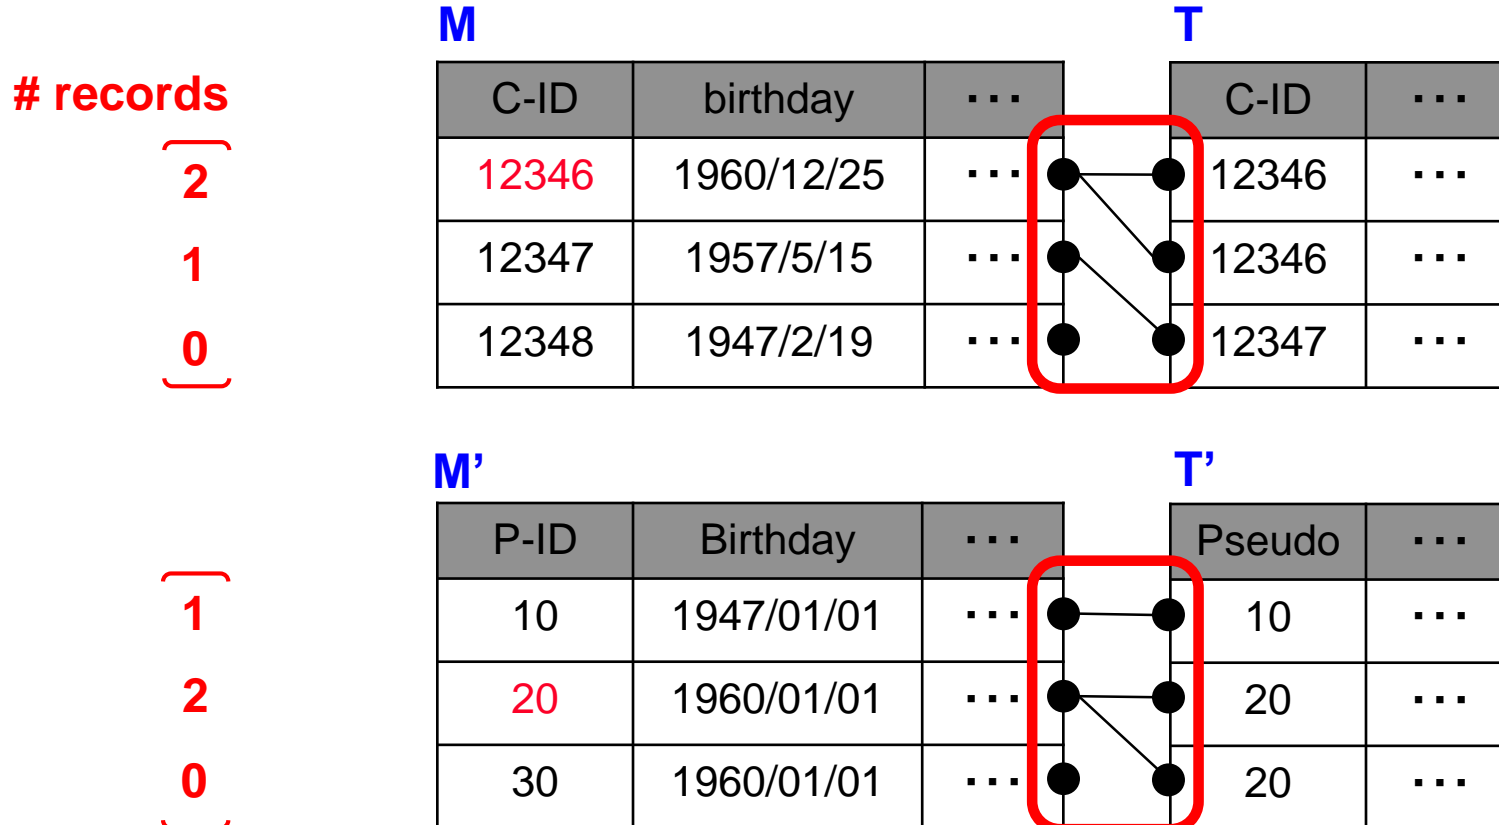 M T
# records C-ID birthday ··· C-ID ···
2 12346 1960/12/25 ··· 12346 ···
1 12347 1957/5/15 ··· 12346 ···
0 12348 1947/2/19 ··· 12347 ···
M’ T’
P-ID Birthday ··· Pseudo ···
1 10 1947/01/01 ··· 10 ···
2 20 1960/01/01 ··· 20 ···
0 30 1960/01/01 ··· 20 ···